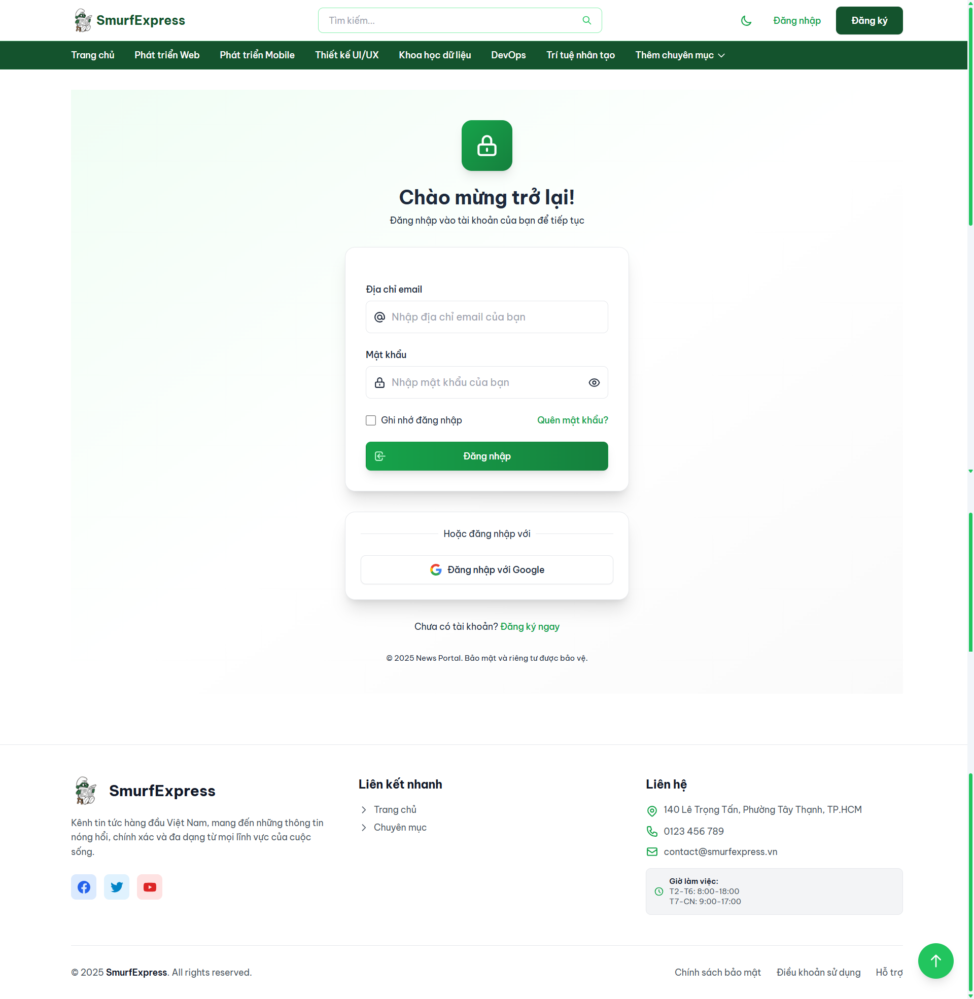 SmurfExpress
Tìm kiếm...
Đăng nhập
Đăng ký
Trang chủ
Phát triển Web
Phát triển Mobile
Thiết kế UI/UX
Khoa học dữ liệu
DevOps
Trí tuệ nhân tạo
Thêm chuyên mục
Chào mừng trở lại!
Đăng nhập vào tài khoản của bạn để tiếp tục
Địa chỉ email
Nhập địa chỉ email của bạn
Mật khẩu
Nhập mật khẩu của bạn
Ghi nhớ đăng nhập
Quên mật khẩu?
Đăng nhập
Hoặc đăng nhập với
Đăng nhập với Google
Chưa có tài khoản? Đăng ký ngay
© 2025 News Portal. Bảo mật và riêng tư được bảo vệ.
SmurfExpress
Kênh tin tức hàng đầu Việt Nam, mang đến những thông tin
nóng hổi, chính xác và đa dạng từ mọi lĩnh vực của cuộc
sống.
Liên kết nhanh
Trang chủ
Chuyên mục
Liên hệ
140 Lê Trọng Tấn, Phường Tây Thạnh, TP.HCM
0123 456 789
contact@smurfexpress.vn
Giờ làm việc:
T2-T6: 8:00-18:00
T7-CN: 9:00-17:00
© 2025 SmurfExpress. All rights reserved.
Chính sách bảo mật
Điều khoản sử dụng
Hỗ trợ